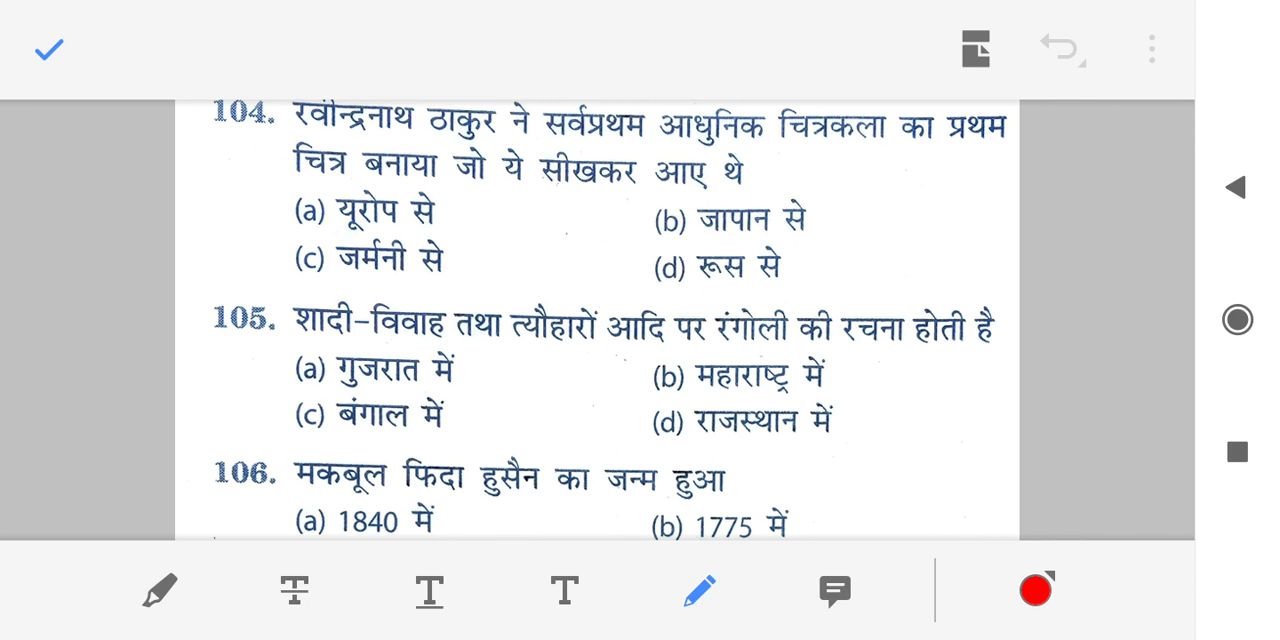 104. रवीन्द्रनाथ ठाकुर ने सर्वप्रथम आधुनिक चित्रकला का प्रथम
चित्र बनाया जो ये सीखकर आए थे
(a) यूरोप से (b) जापान से
(c) जर्मनी से (d) रूस से
105. शादी-विवाह तथा त्यौहारों आदि पर रंगोली की रचना होती है
(a) गुजरात में (b) महाराष्ट्र में
(c) बंगाल में (d) राजस्थान में
106. मकबूल फिदा हुसैन का जन्म हुआ
(a) 1840 में (b) 1775 में